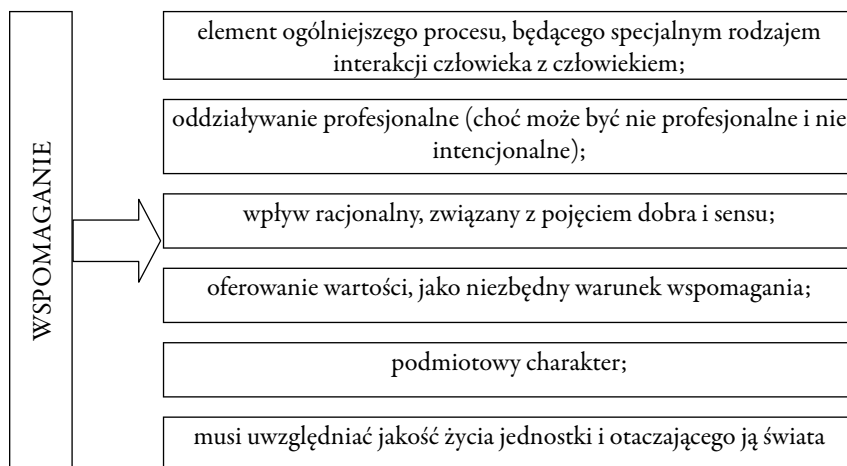 WSPOMAGANIE
element ogólniejszego procesu, będącego specjalnym rodzajem
interakcji człowieka z człowiekiem;
oddziaływanie profesjonalne (choć może być nie profesjonalne i nie
intencjonalne);
wpływ racjonalny, związany z pojęciem dobra i sensu;
oferowanie wartości, jako niezbędny warunek wspomagania;
podmiotowy charakter;
musi uwzględniać jakość życia jednostki i otaczającego ją świata